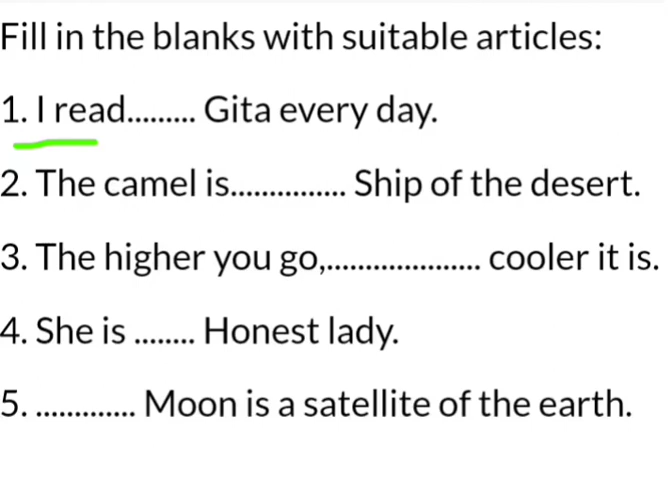 Fill in the blanks with suitable articles:
1. I read......... Gita every day.
2. The camel is............... Ship of the desert.
3. The higher you go,.................... cooler it is.
4. She is ........ Honest lady.
5. ............. Moon is a satellite of the earth.